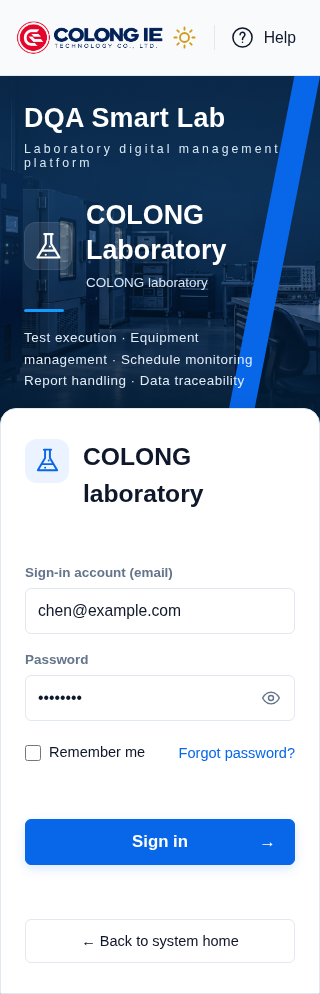 COLONG IE
TECHNOLOGY CO., LTD.
Help
DQA Smart Lab
Laboratory digital management
platform
COLONG
Laboratory
COLONG laboratory
Test execution · Equipment
management · Schedule monitoring
Report handling · Data traceability
COLONG
laboratory
Sign-in account (email)
chen@example.com
Password
••••••••
Remember me
Forgot password?
Sign in →
← Back to system home